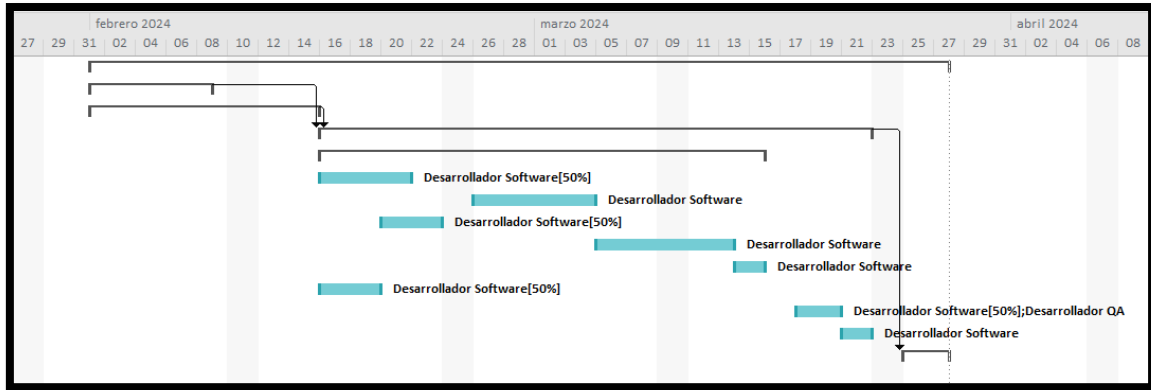 febrero 2024 marzo 2024 abril 2024
27 29 31 02 04 06 08 10 12 14 16 18 20 22 24 26 28 01 03 05 07 09 11 13 15 17 19 21 23 25 27 29 31 02 04 06 08
Desarrollador Software[50%]
Desarrollador Software
Desarrollador Software[50%]
Desarrollador Software
Desarrollador Software
Desarrollador Software[50%]
Desarrollador Software[50%];Desarrollador QA
Desarrollador Software